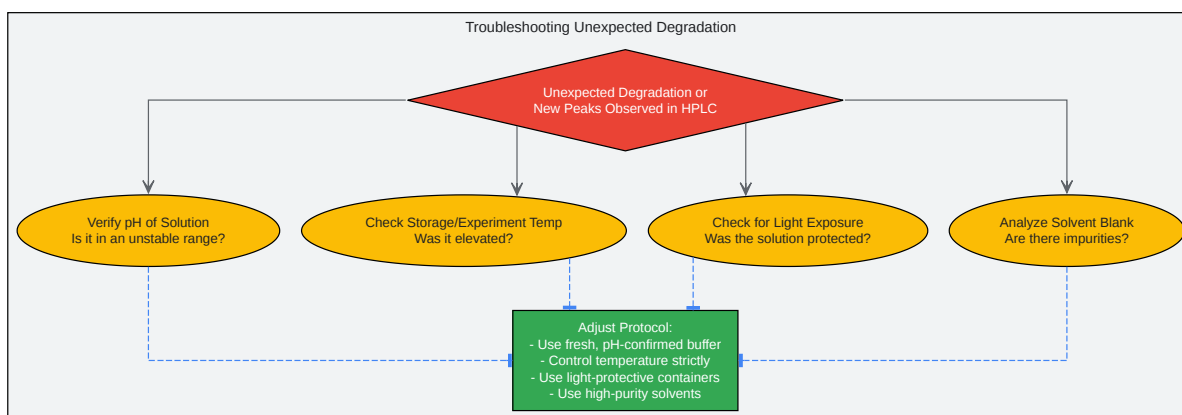 Troubleshooting Unexpected Degradation
Unexpected Degradation or
New Peaks Observed in HPLC
Verify pH of Solution
Is it in an unstable range?
Check Storage/Experiment Temp
Was it elevated?
Check for Light Exposure
Was the solution protected?
Analyze Solvent Blank
Are there impurities?
Adjust Protocol:
- Use fresh, pH-confirmed buffer
- Control temperature strictly
- Use light-protective containers
- Use high-purity solvents